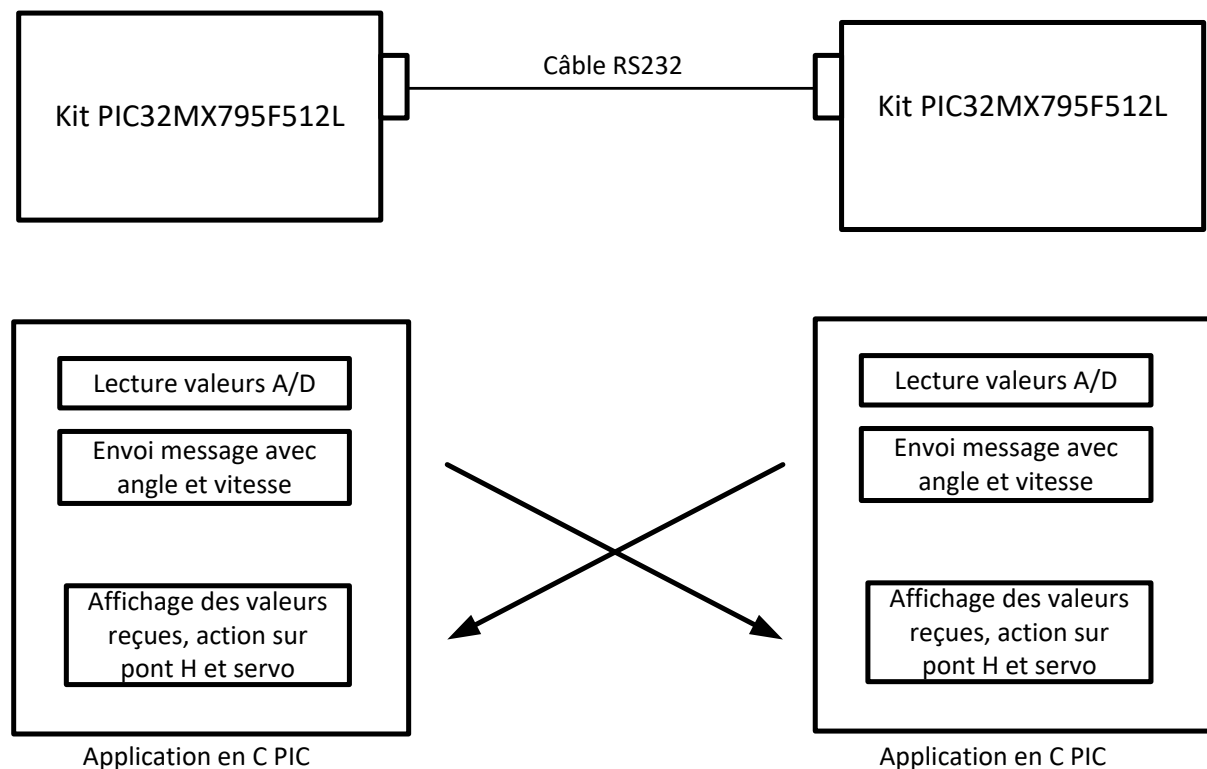 Câble RS232
Kit PIC32MX795F512L
Kit PIC32MX795F512L
Lecture valeurs A/D
Envoi message avec
angle et vitesse
Affichage des valeurs
reçues, action sur
pont H et servo
Application en C PIC
Lecture valeurs A/D
Envoi message avec
angle et vitesse
Affichage des valeurs
reçues, action sur
pont H et servo
Application en C PIC